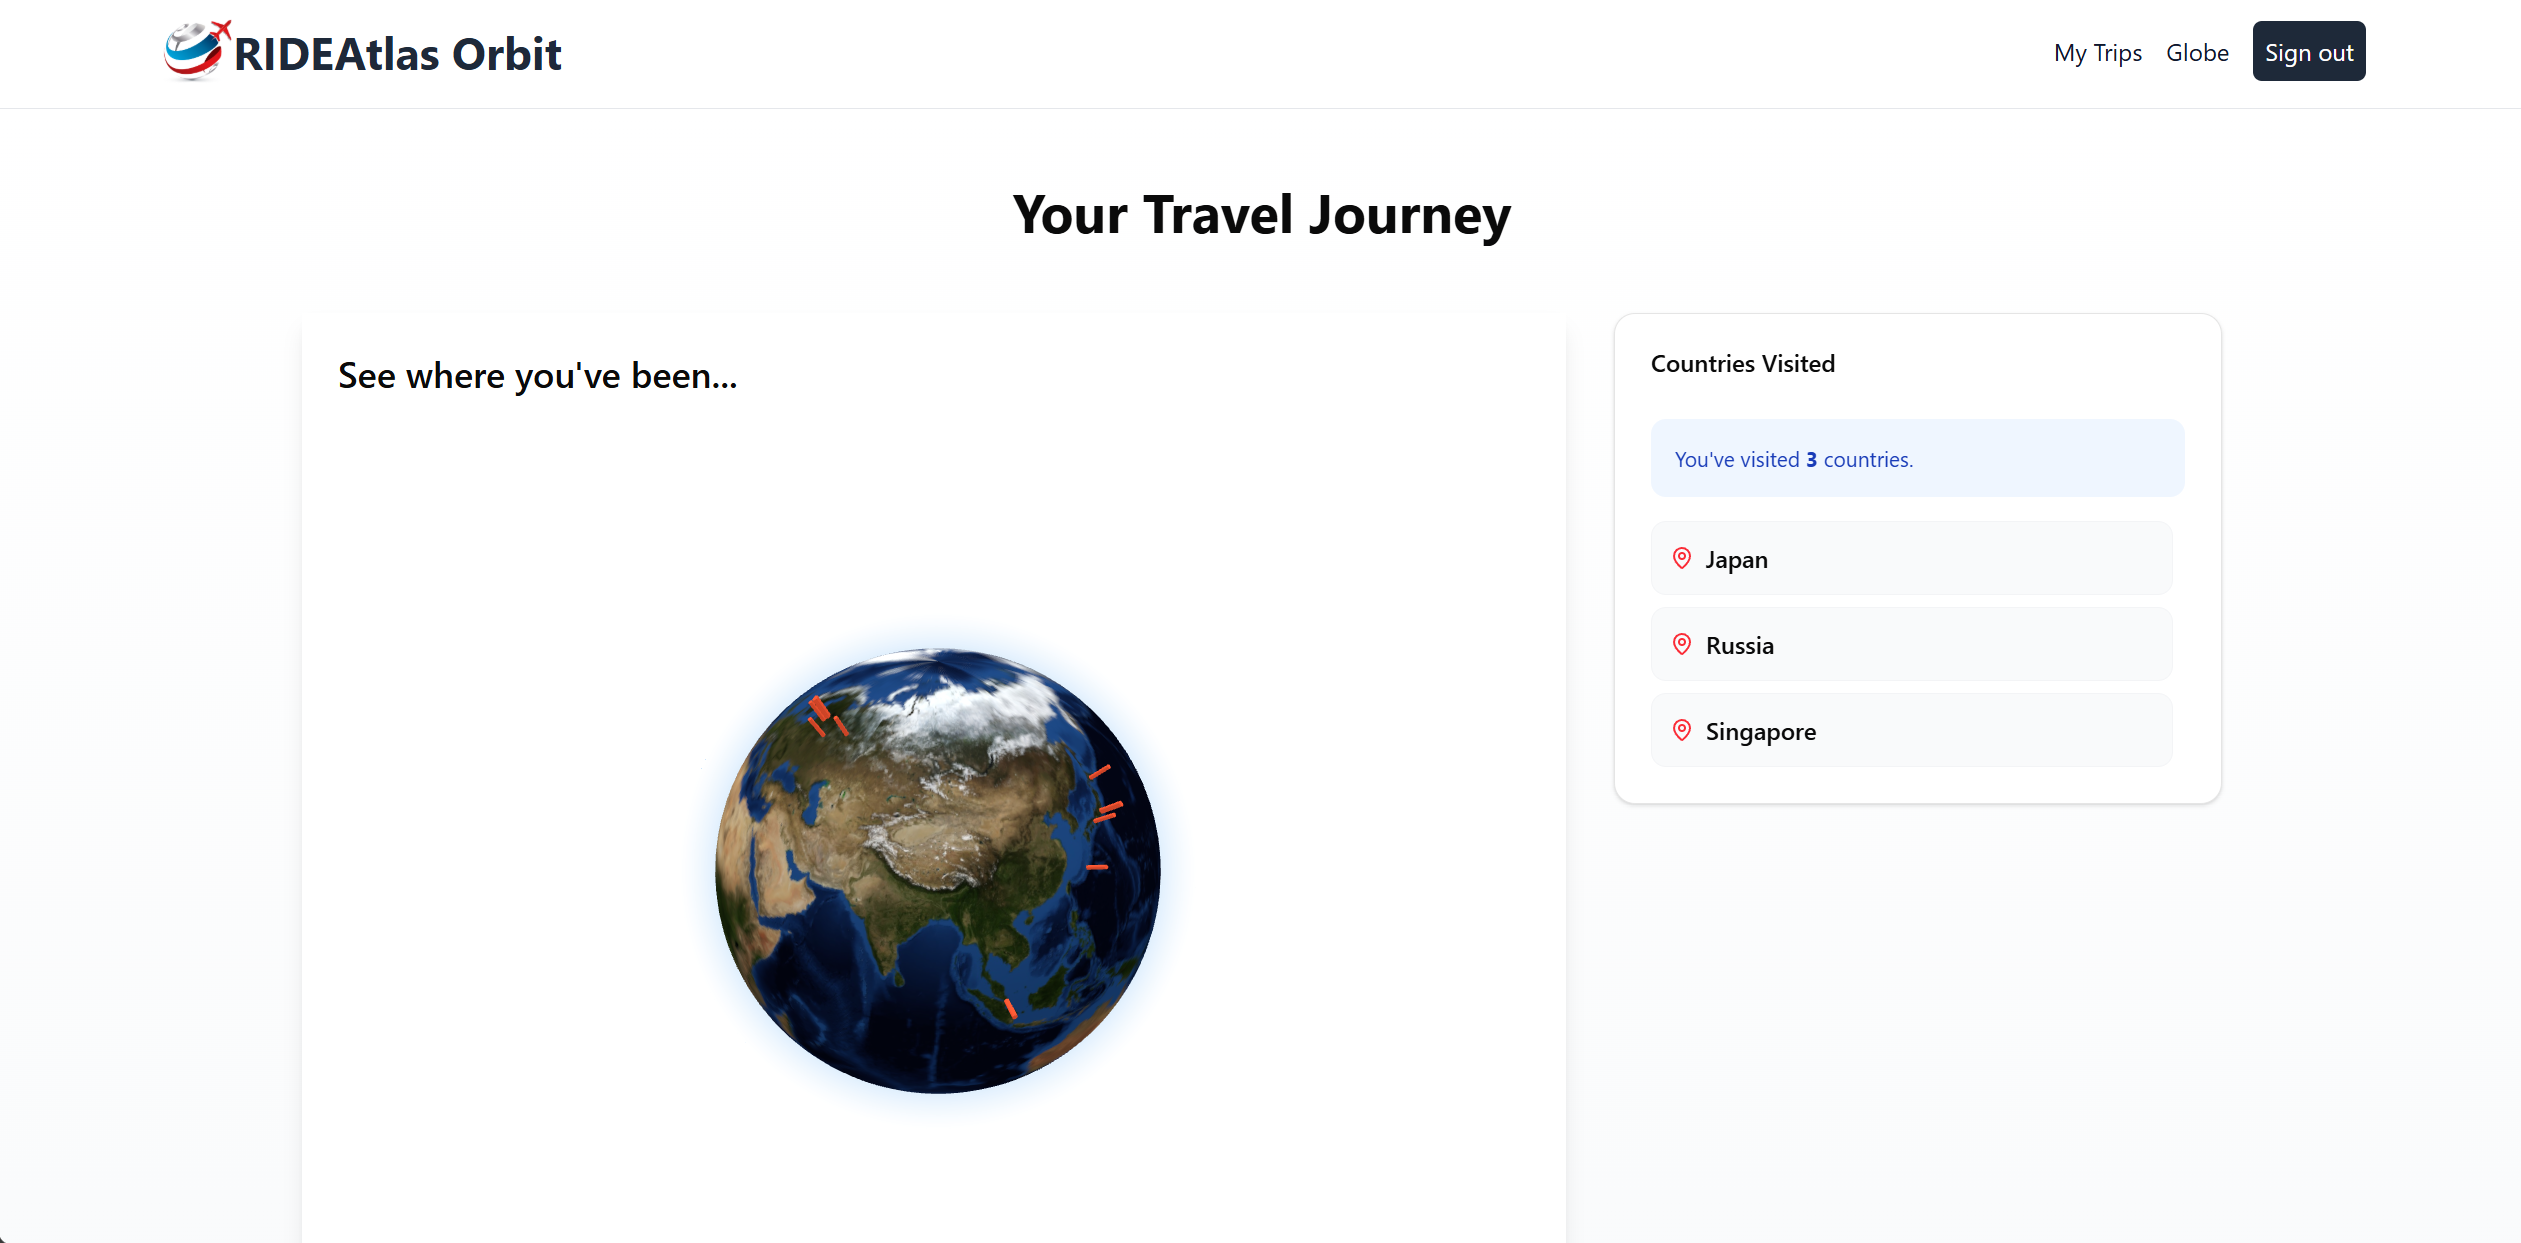 RIDEAtlas Orbit
My Trips
Globe
Sign out
Your Travel Journey
See where you've been...
Countries Visited
You've visited 3 countries.
Japan
Russia
Singapore